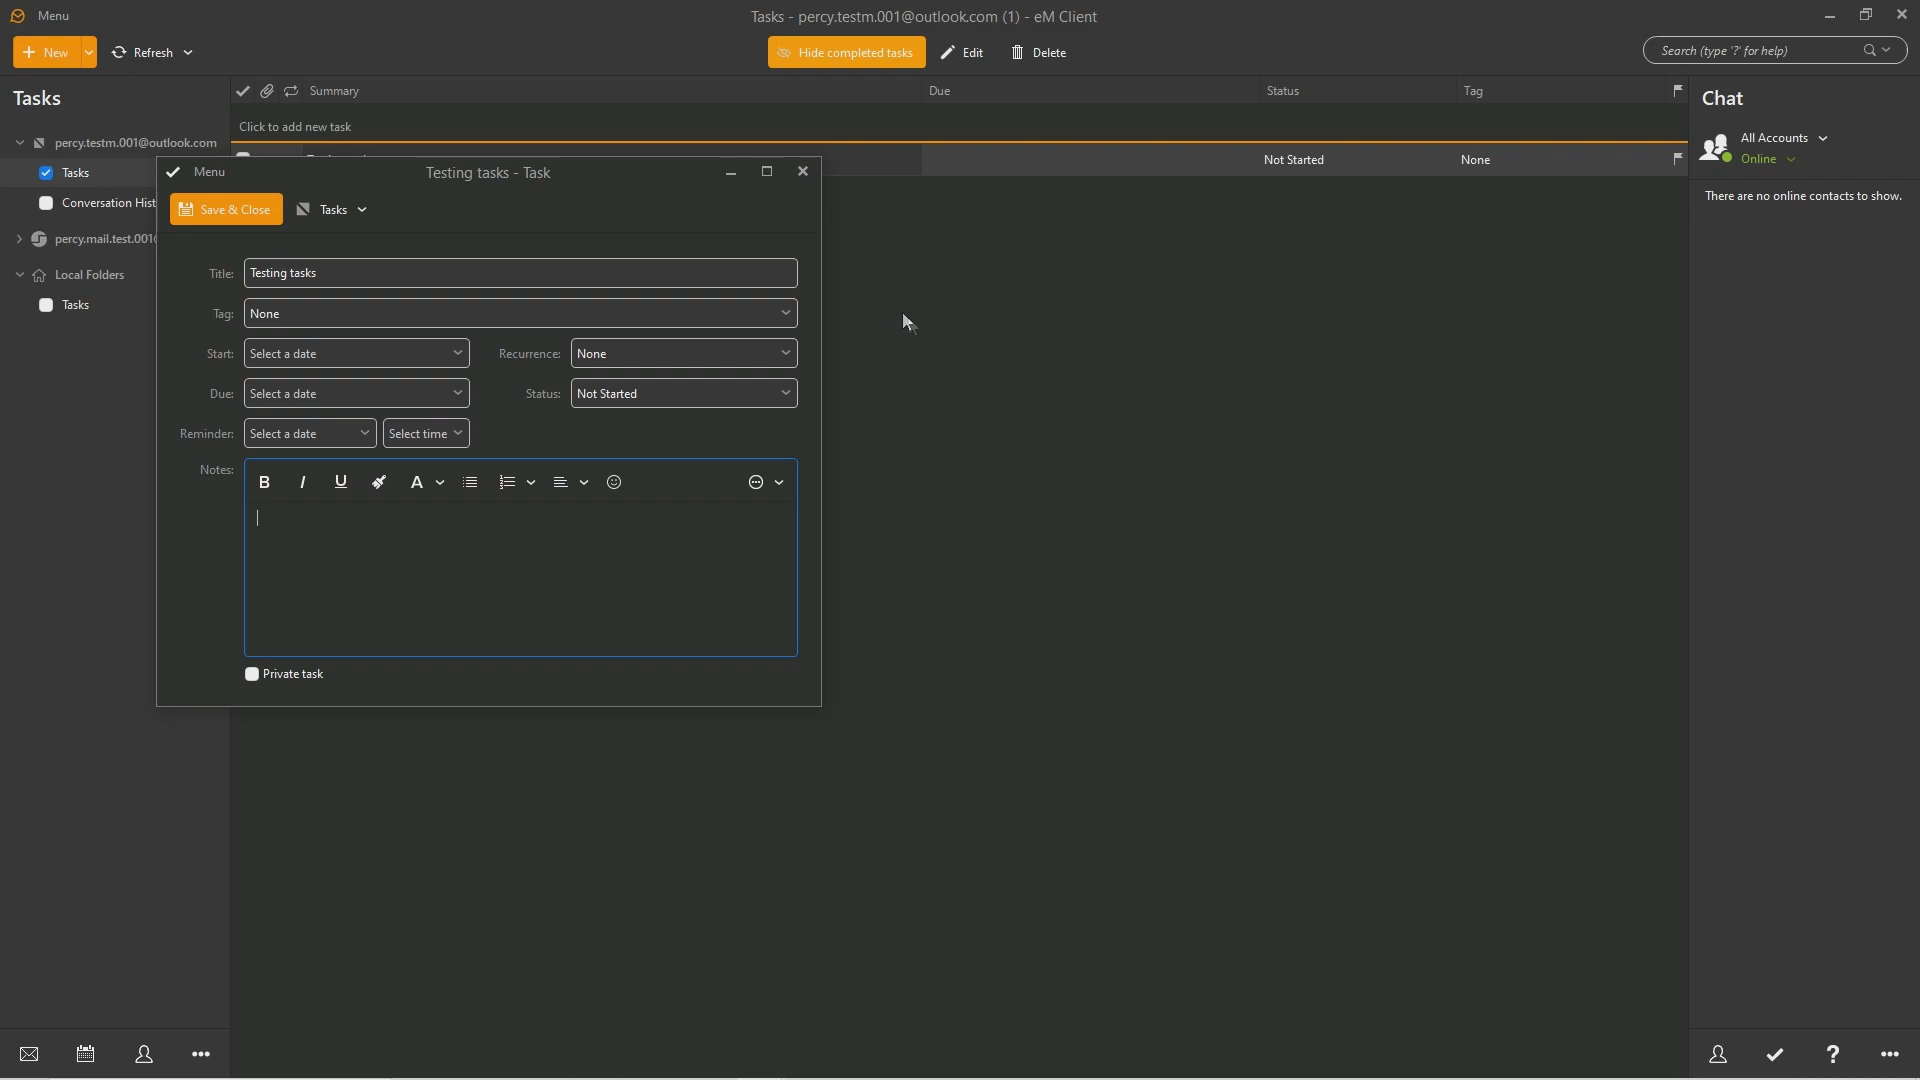 Menu
Tasks - percy.testm.001@outlook.com (1) - eM Client
New
Refresh
Hide completed tasks
Edit
Delete
Search (type '?' for help)
Tasks
Summary
Due
Status
Tag
Chat
Click to add new task
percy.testm.001@outlook.com
All Accounts
Online
Tasks
Not Started
None
Conversation Hist
There are no online contacts to show.
percy.mail.test.001
Local Folders
Tasks
Menu
Testing tasks - Task
Save & Close
Tasks
Title:
Testing tasks
Tag:
None
Start:
Select a date
Recurrence:
None
Due:
Select a date
Status:
Not Started
Reminder:
Select a date
Select time
Notes:
B I U A
Private task